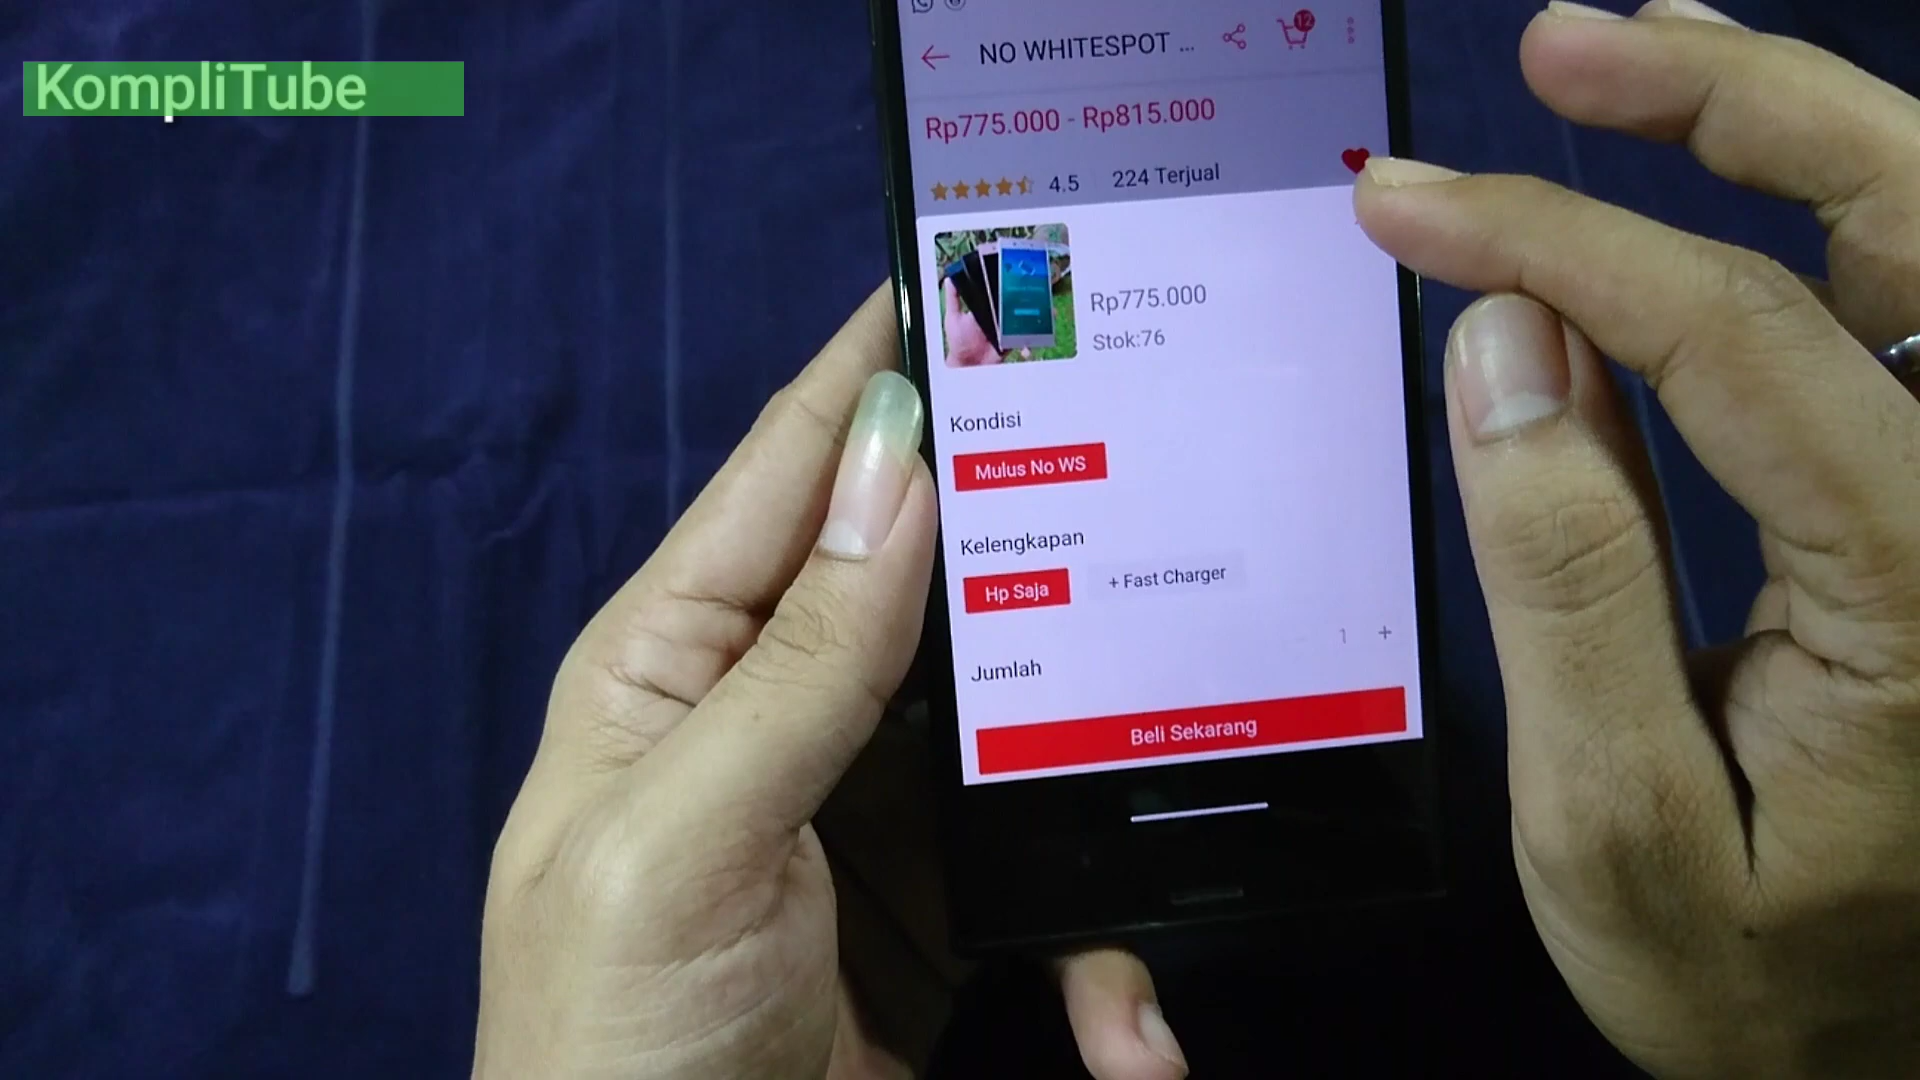 KompliTube
NO WHITESPOT ...
12
Rp775.000 - Rp815.000
4.5 224 Terjual
Rp775.000
Stok:76
Kondisi
Mulus No WS
Kelengkapan
Hp Saja + Fast Charger
1 +
Jumlah
Beli Sekarang